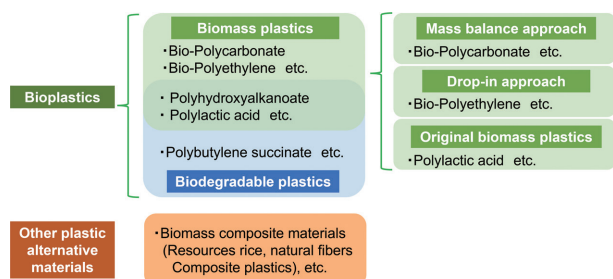 Bioplastics
Biomass plastics
・Bio-Polycarbonate
・Bio-Polyethylene etc.
・Polyhydroxyalkanoate
・Polylactic acid etc.
・Polybutylene succinate etc.
Biodegradable plastics
Mass balance approach
・Bio-Polycarbonate etc.
Drop-in approach
・Bio-Polyethylene etc.
Original biomass plastics
・Polylactic acid etc.
Other plastic
alternative
materials
・Biomass composite materials
(Resources rice, natural fibers
Composite plastics), etc.